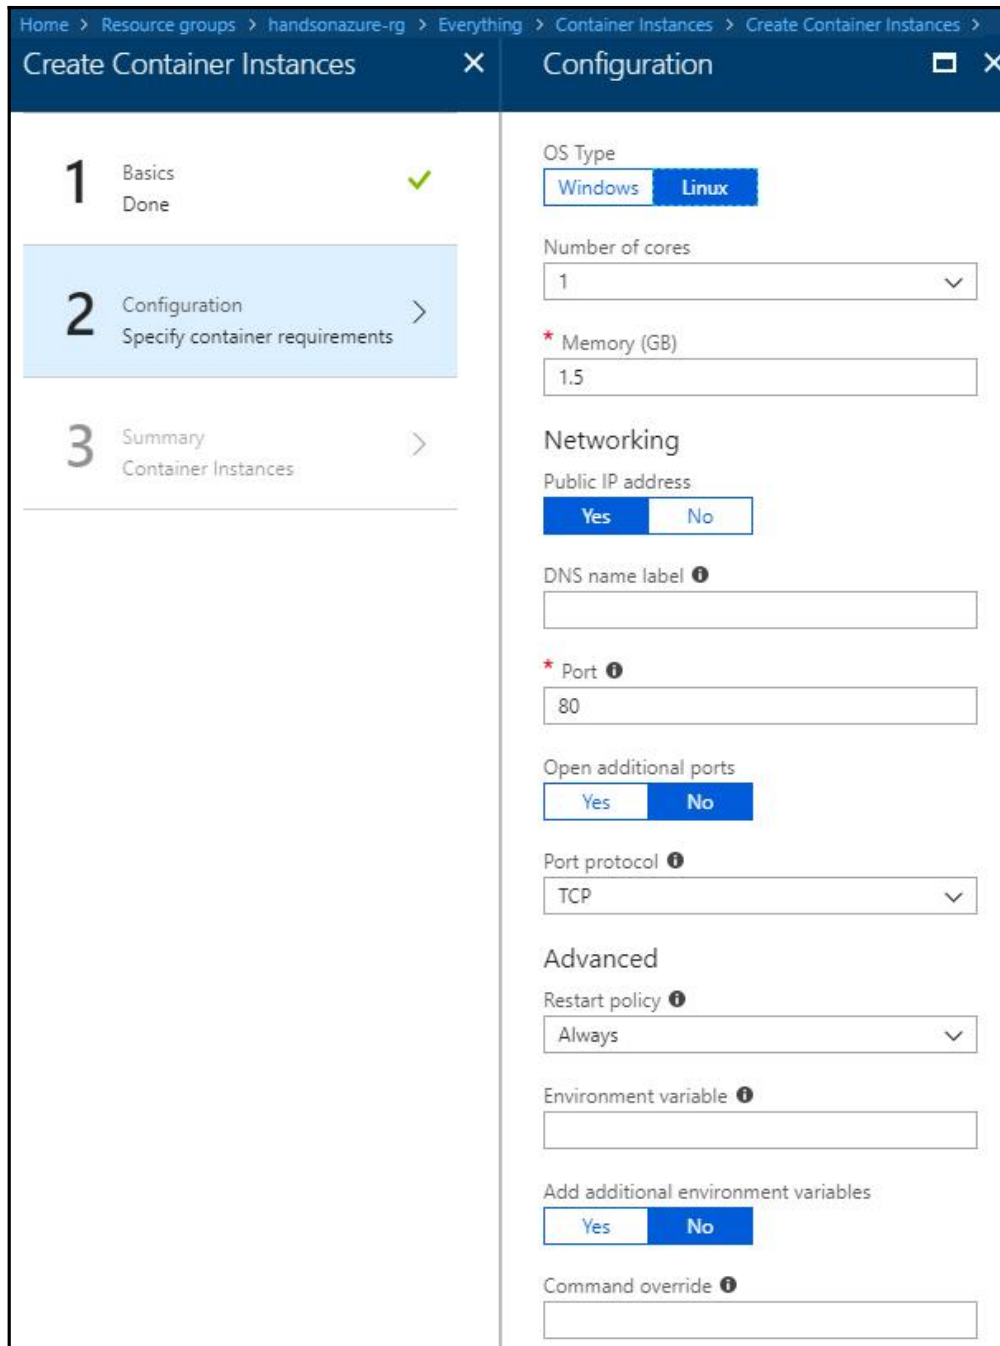 Home > Resource groups > handsonazure-rg > Everything > Container Instances > Create Container Instances >
Create Container Instances
1
Basics
Done
2
Configuration
Specify container requirements
3
Summary
Container Instances
Configuration
OS Type
Windows Linux
Number of cores
1
* Memory (GB)
1.5
Networking
Public IP address
Yes No
DNS name label
* Port
80
Open additional ports
Yes No
Port protocol
TCP
Advanced
Restart policy
Always
Environment variable
Add additional environment variables
Yes No
Command override